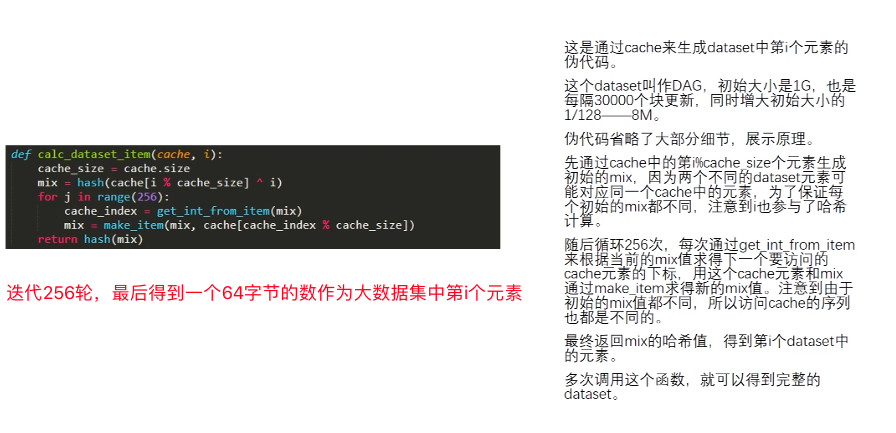 def calc_dataset_item(cache, i):
    cache_size = cache.size
    mix = hash(cache[i % cache_size] ^ i)
    for j in range(256):
        cache_index = get_int_from_item(mix)
        mix = make_item(mix, cache[cache_index % cache_size])
    return hash(mix)
迭代256轮，最后得到一个64字节的数作为大数据集中第i个元素
这是通过cache来生成dataset中第i个元素的
伪代码。
这个dataset叫作DAG，初始大小是1G，也是
每隔30000个块更新，同时增大初始大小的
1/128——8M。
伪代码省略了大部分细节，展示原理。
先通过cache中的第i%cache_size个元素生成
初始的mix，因为两个不同的dataset元素可
能对应同一个cache中的元素，为了保证每
个初始的mix都不同，注意到i也参与了哈希
计算。
随后循环256次，每次通过get_int_from_item
来根据当前的mix值求得下一个要访问的
cache元素的下标，用这个cache元素和mix
通过make_item求得新的mix值。注意到由于
初始的mix值都不同，所以访问cache的序列
也都是不同的。
最终返回mix的哈希值，得到第i个dataset中
的元素。
多次调用这个函数，就可以得到完整的
dataset。